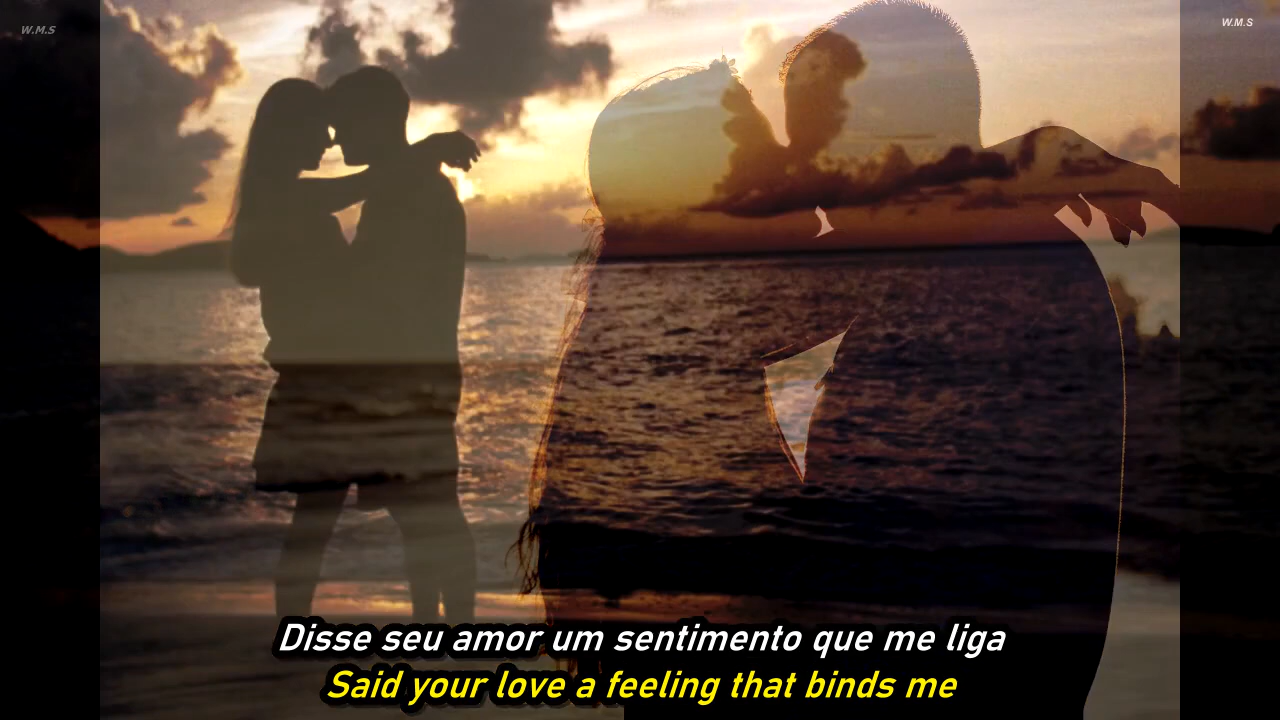 W.M.S
W.M.S
Disse seu amor um sentimento que me liga
Said your love a feeling that binds me